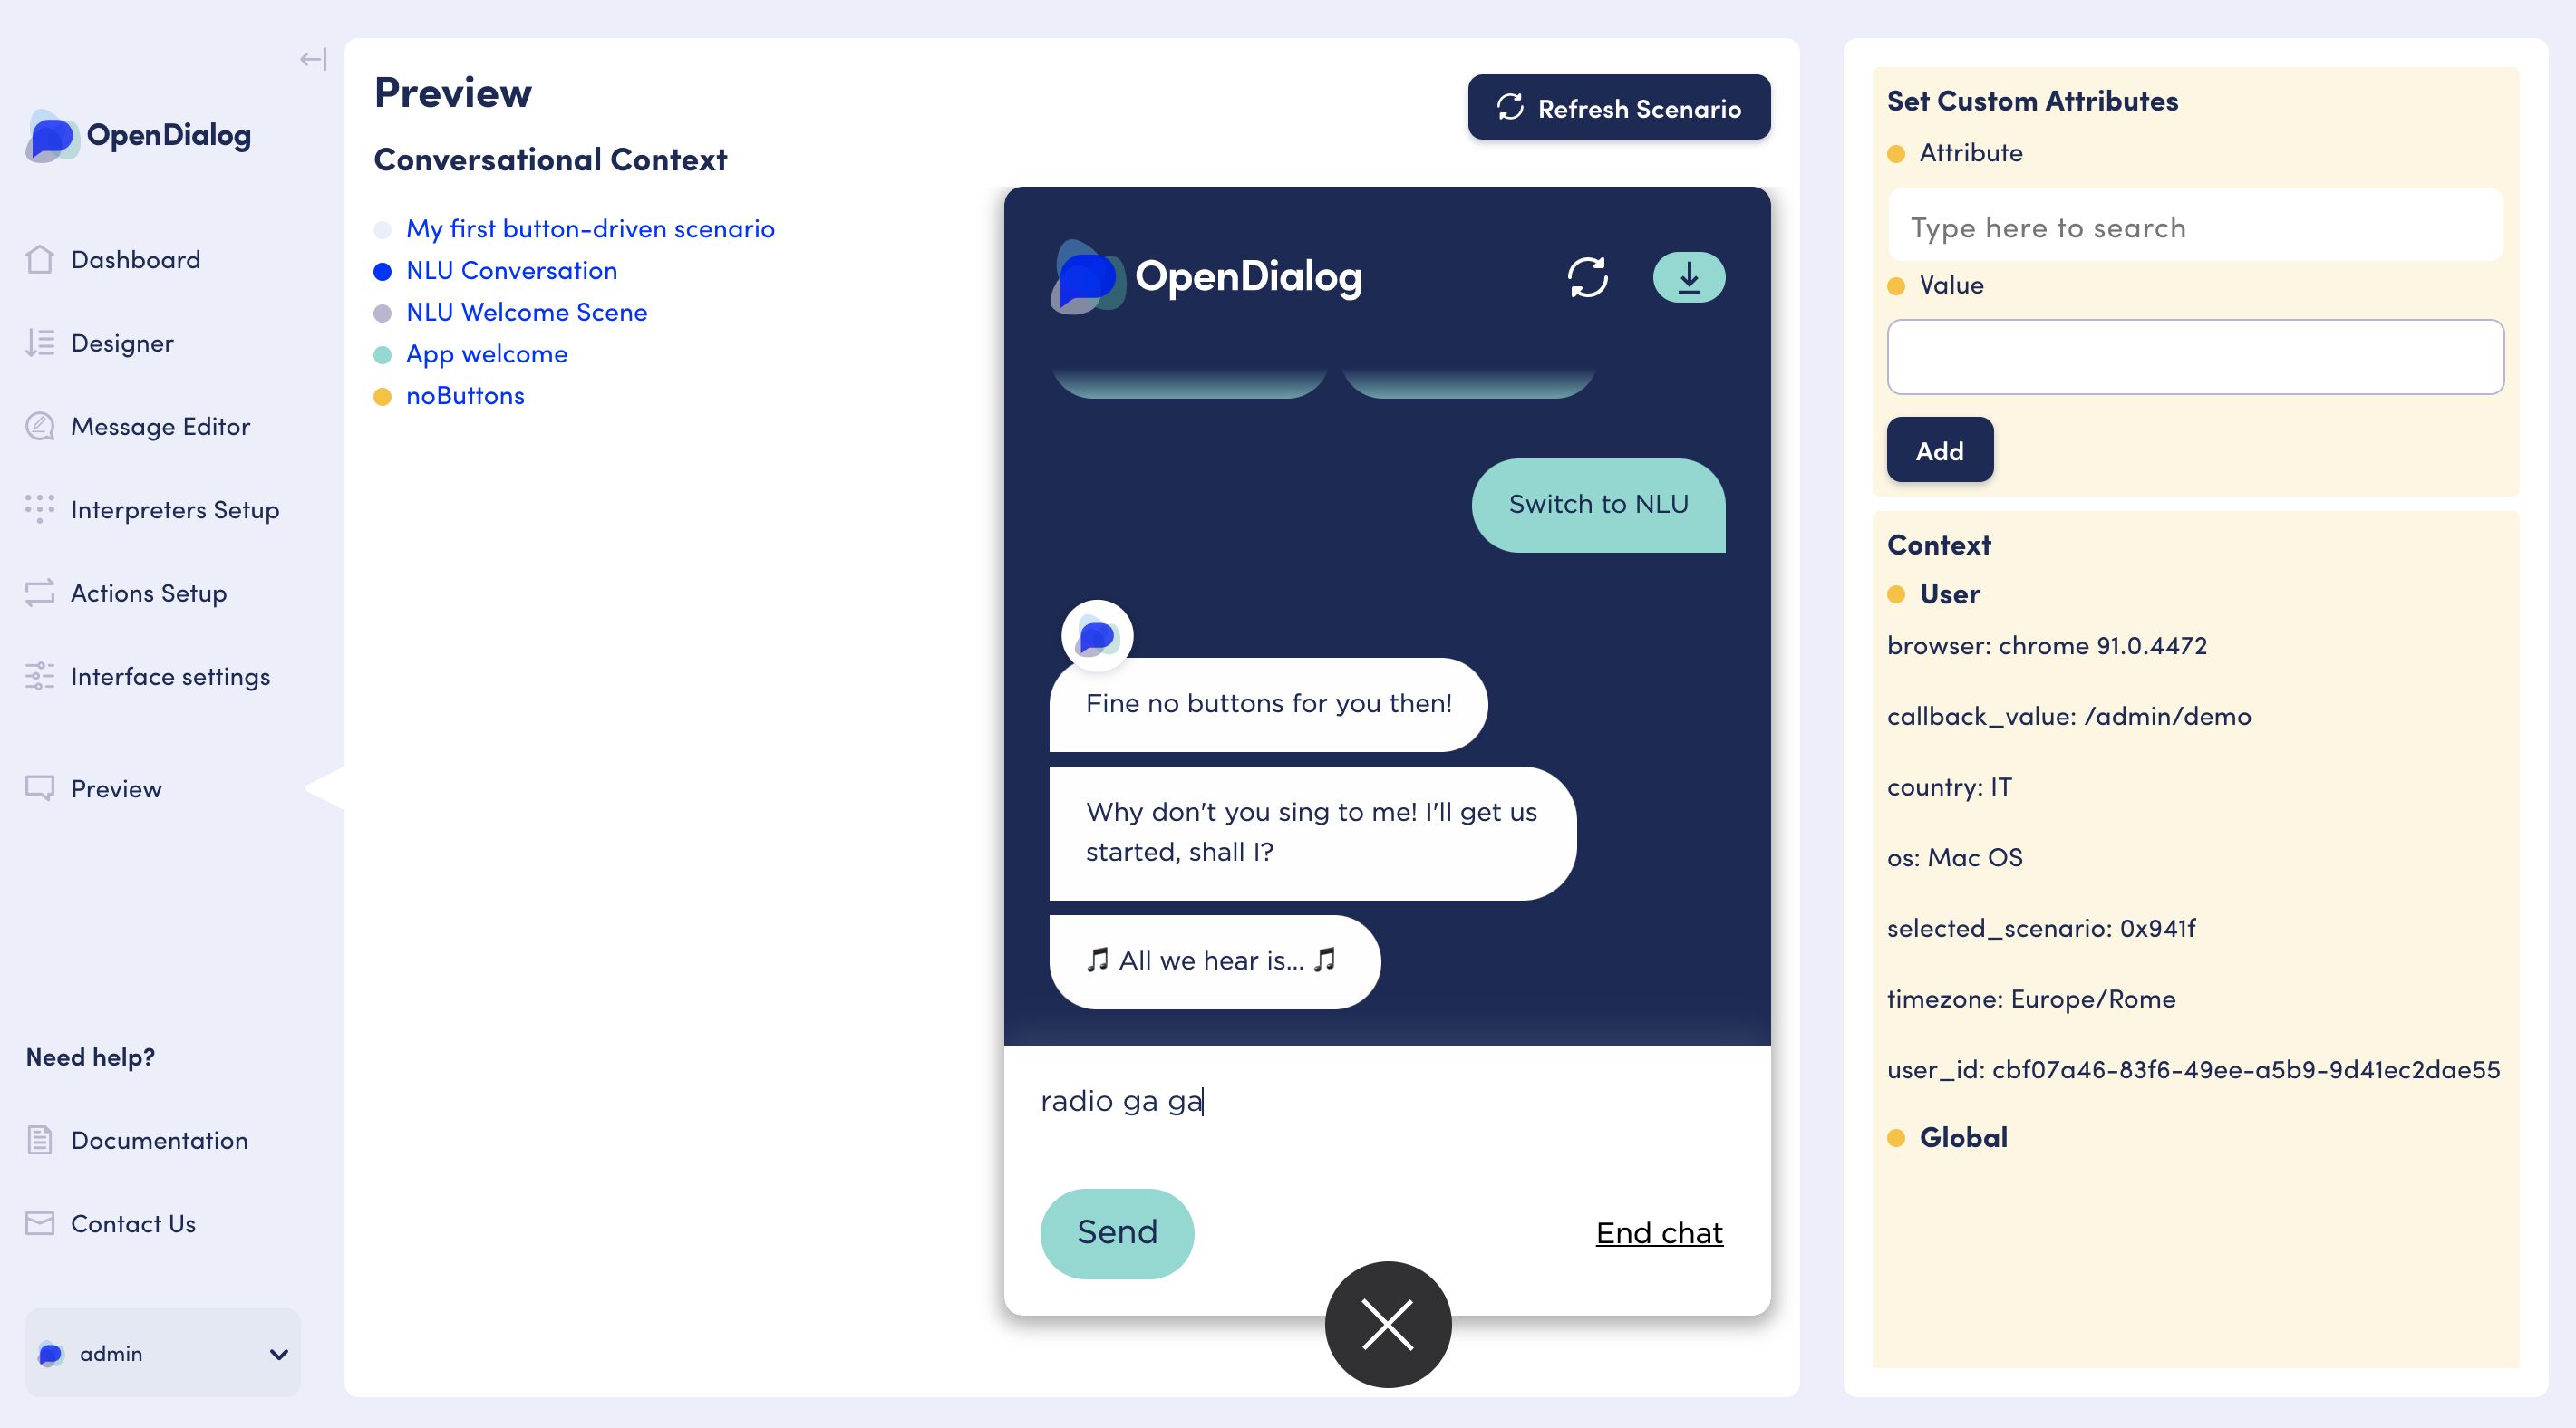 OpenDialog
Dashboard
Designer
Message Editor
Interpreters Setup
Actions Setup
Interface settings
Preview
Need help?
Documentation
Contact Us
admin
Preview
Refresh Scenario
Conversational Context
My first button-driven scenario
NLU Conversation
NLU Welcome Scene
App welcome
noButtons
OpenDialog
Switch to NLU
Fine no buttons for you then!
Why don't you sing to me! I'll get us
started, shall I?
🎵 All we hear is... 🎵
radio ga ga
Send
End chat
Set Custom Attributes
Attribute
Type here to search
Value
Add
Context
User
browser: chrome 91.0.4472
callback_value: /admin/demo
country: IT
os: Mac OS
selected_scenario: 0x941f
timezone: Europe/Rome
user_id: cbf07a46-83f6-49ee-a5b9-9d41ec2dae55
Global